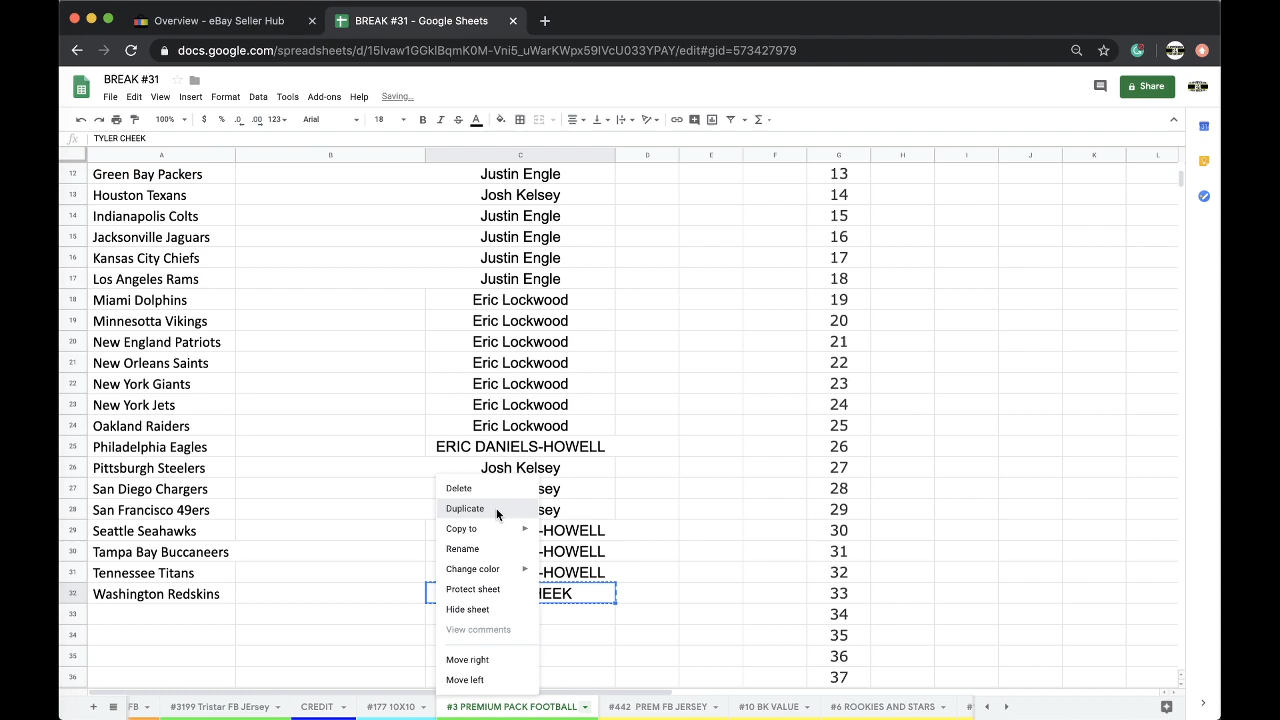 Overview - eBay Seller Hub
BREAK #31 - Google Sheets
docs.google.com/spreadsheets/d/15Ivaw1GGklBqmK0M-Vni5_uWarKWpx59IVcU033YPAY/edit#gid=573427979
BREAK #31
File Edit View Insert Format Data Tools Add-ons Help Saving...
Share
100% $ % .0 .00 123 Arial 18 B I S A
fx TYLER CHEEK
A B C D E F G H I J K L
12 Green Bay Packers Justin Engle 13
13 Houston Texans Josh Kelsey 14
14 Indianapolis Colts Justin Engle 15
15 Jacksonville Jaguars Justin Engle 16
16 Kansas City Chiefs Justin Engle 17
17 Los Angeles Rams Justin Engle 18
18 Miami Dolphins Eric Lockwood 19
19 Minnesotta Vikings Eric Lockwood 20
20 New England Patriots Eric Lockwood 21
21 New Orleans Saints Eric Lockwood 22
22 New York Giants Eric Lockwood 23
23 New York Jets Eric Lockwood 24
24 Oakland Raiders Eric Lockwood 25
25 Philadelphia Eagles ERIC DANIELS-HOWELL 26
26 Pittsburgh Steelers Josh Kelsey 27
27 San Diego Chargers sey 28
28 San Francisco 49ers sey 29
29 Seattle Seahawks -HOWELL 30
30 Tampa Bay Buccaneers -HOWELL 31
31 Tennessee Titans -HOWELL 32
32 Washington Redskins HEEK 33
33 34
34 35
35 36
36 37
Delete
Duplicate
Copy to
Rename
Change color
Protect sheet
Hide sheet
View comments
Move right
Move left
FB #3199 Tristar FB JErsey CREDIT #177 10X10 #3 PREMIUM PACK FOOTBALL #442 PREM FB JERSEY #10 BK VALUE #6 ROOKIES AND STARS